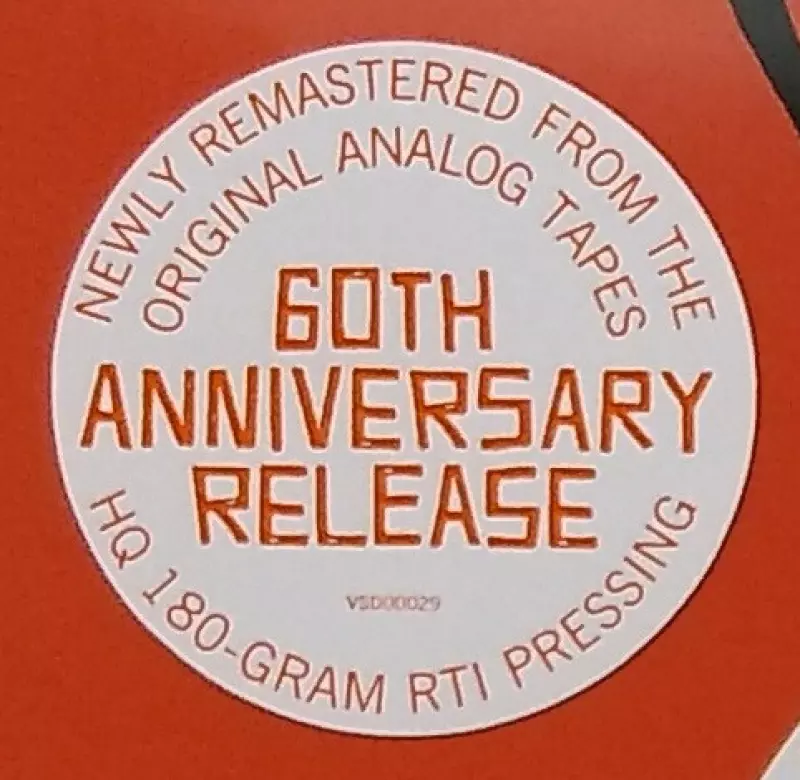 NEWLY REMASTERED FROM THE
ORIGINAL ANALOG TAPES
60TH
ANNIVERSARY
RELEASE
VSD00029
HQ 180-GRAM RTI PRESSING